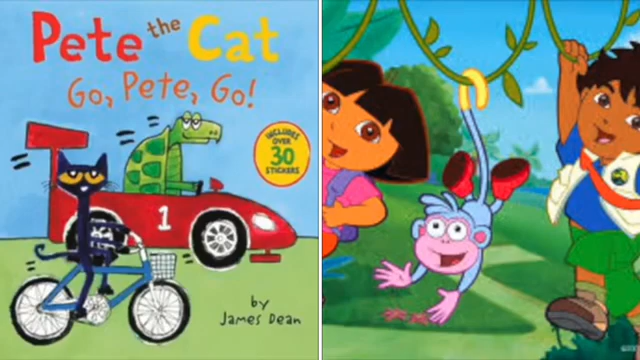 Pete the Cat
Go, Pete, Go!
INCLUDES
OVER
30
STICKERS
1
by
James Dean